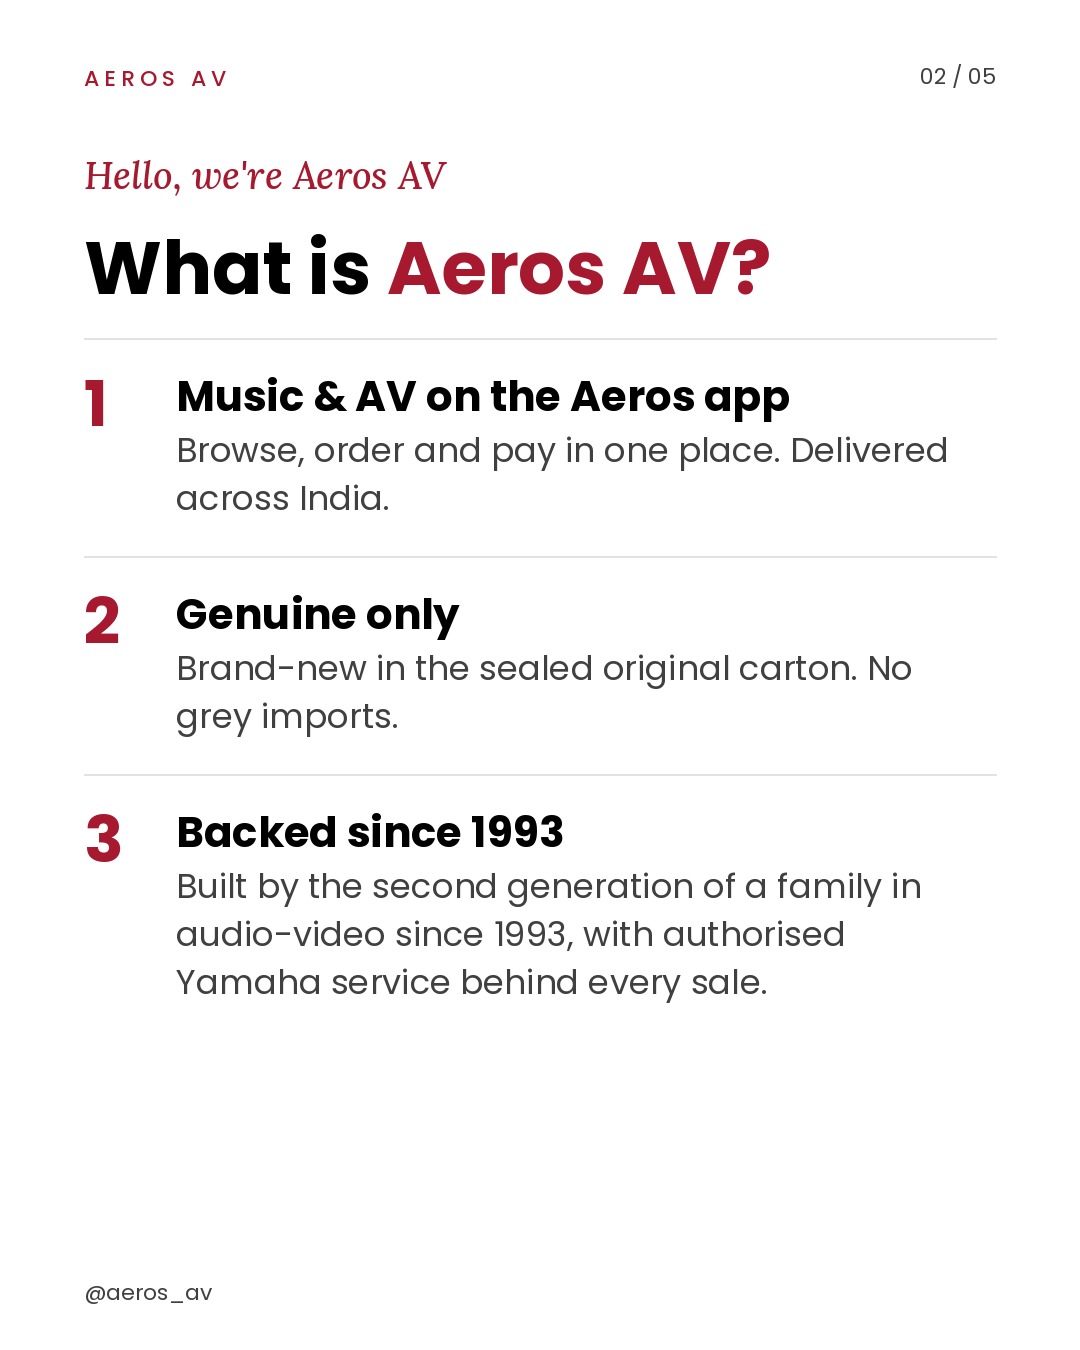 AEROS AV
02 / 05
Hello, we're Aeros AV
What is Aeros AV?
1
Music & AV on the Aeros app
Browse, order and pay in one place. Delivered
across India.
2
Genuine only
Brand-new in the sealed original carton. No
grey imports.
3
Backed since 1993
Built by the second generation of a family in
audio-video since 1993, with authorised
Yamaha service behind every sale.
@aeros_av